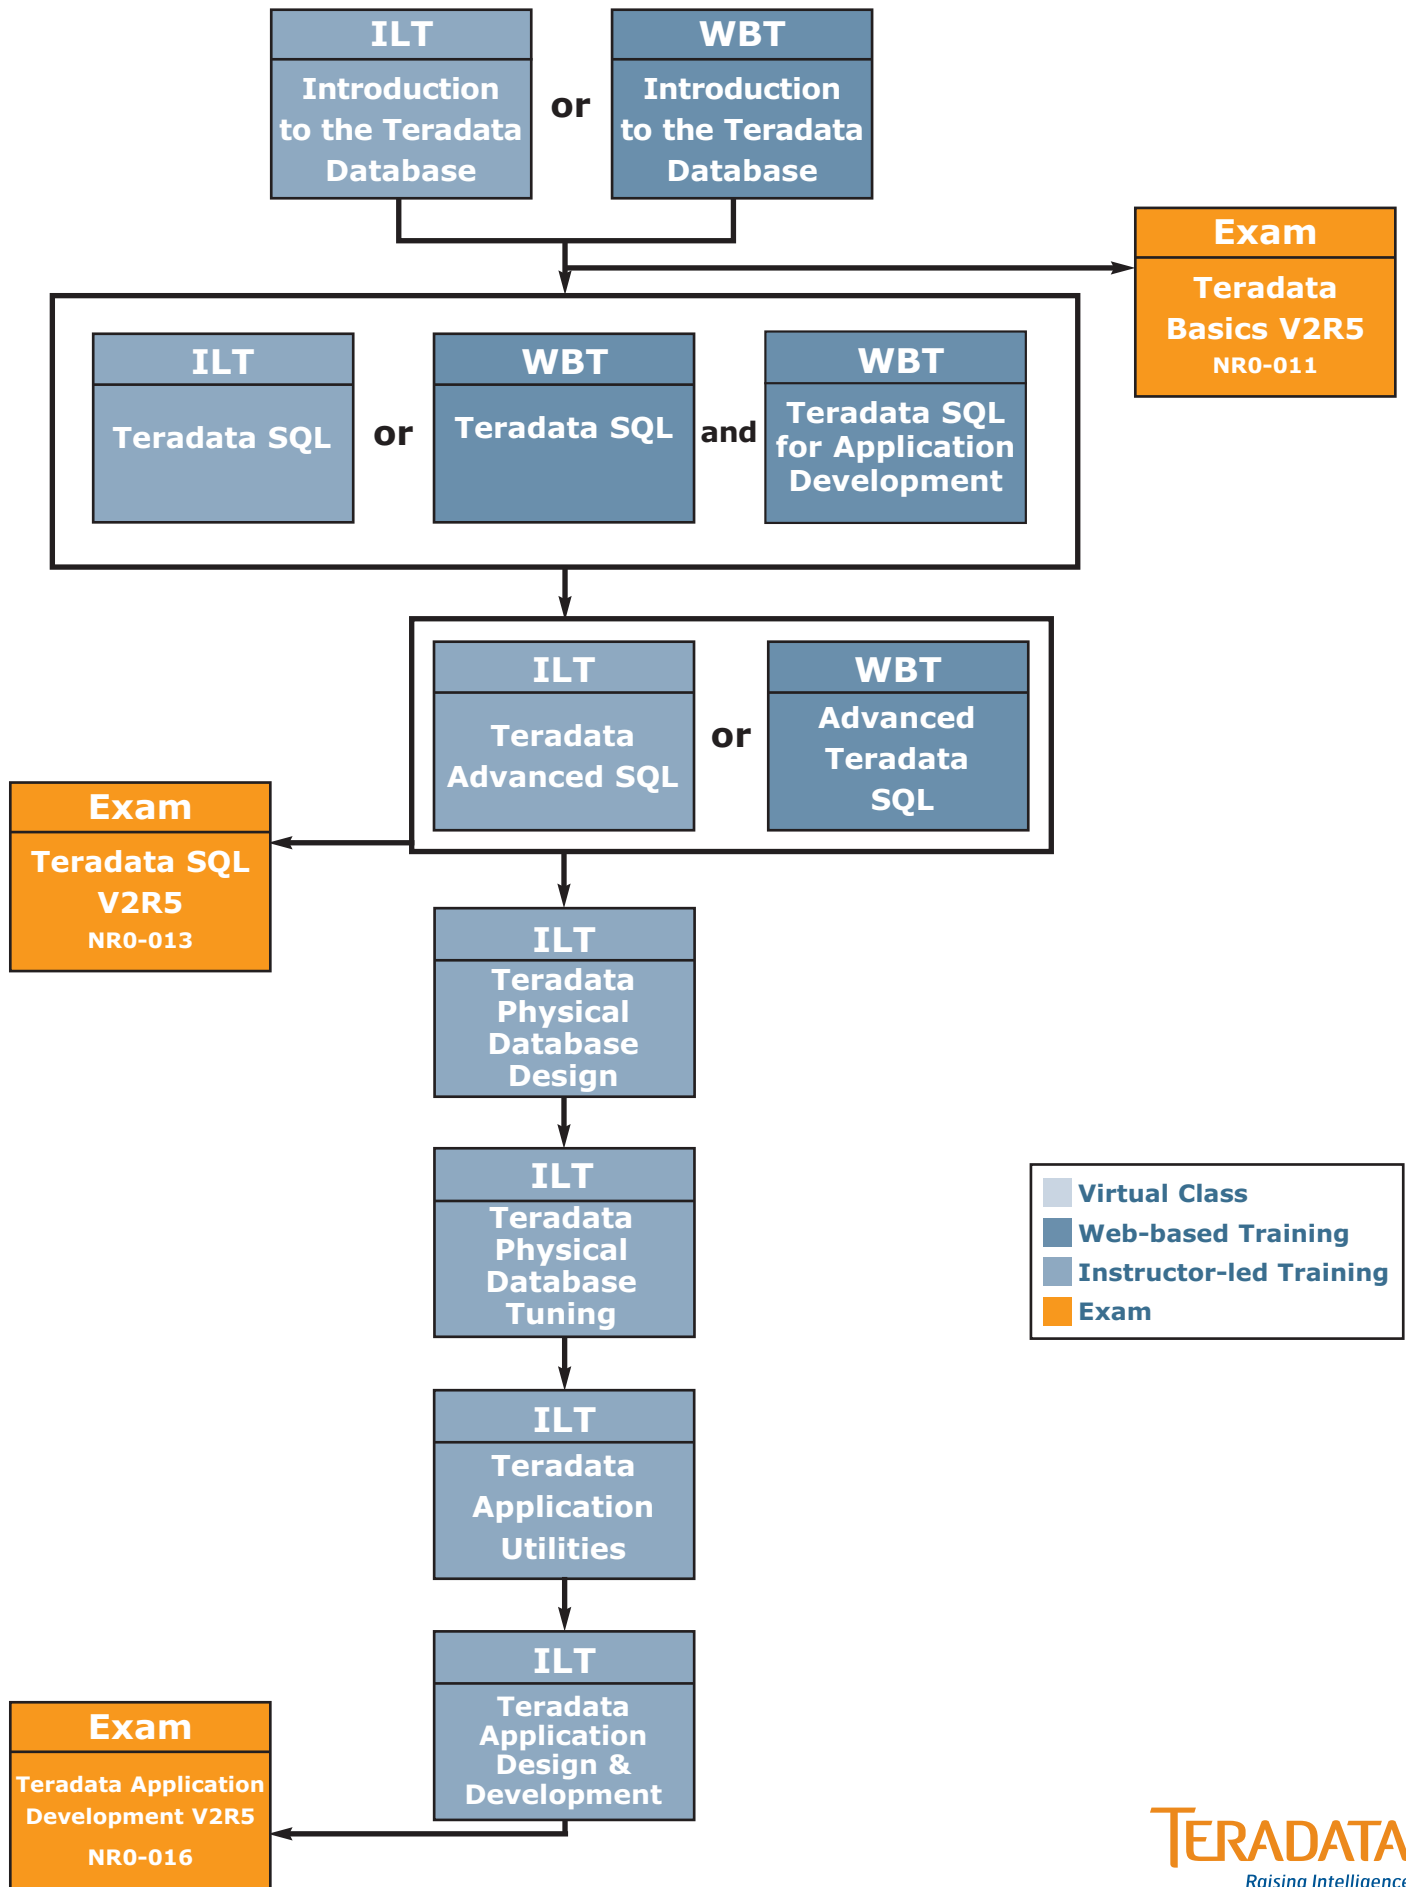 ILT
Introduction
to the Teradata
Database
or
WBT
Introduction
to the Teradata
Database
Exam
Teradata
Basics V2R5
NR0-011
ILT
Teradata SQL
or
WBT
Teradata SQL
and
WBT
Teradata SQL
for Application
Development
ILT
Teradata
Advanced SQL
or
WBT
Advanced
Teradata
SQL
Exam
Teradata SQL
V2R5
NR0-013
ILT
Teradata
Physical
Database
Design
ILT
Teradata
Physical
Database
Tuning
Virtual Class
Web-based Training
Instructor-led Training
Exam
ILT
Teradata
Application
Utilities
ILT
Teradata
Application
Design &
Development
Exam
Teradata Application
Development V2R5
NR0-016
TERADATA
Raising Intelligence